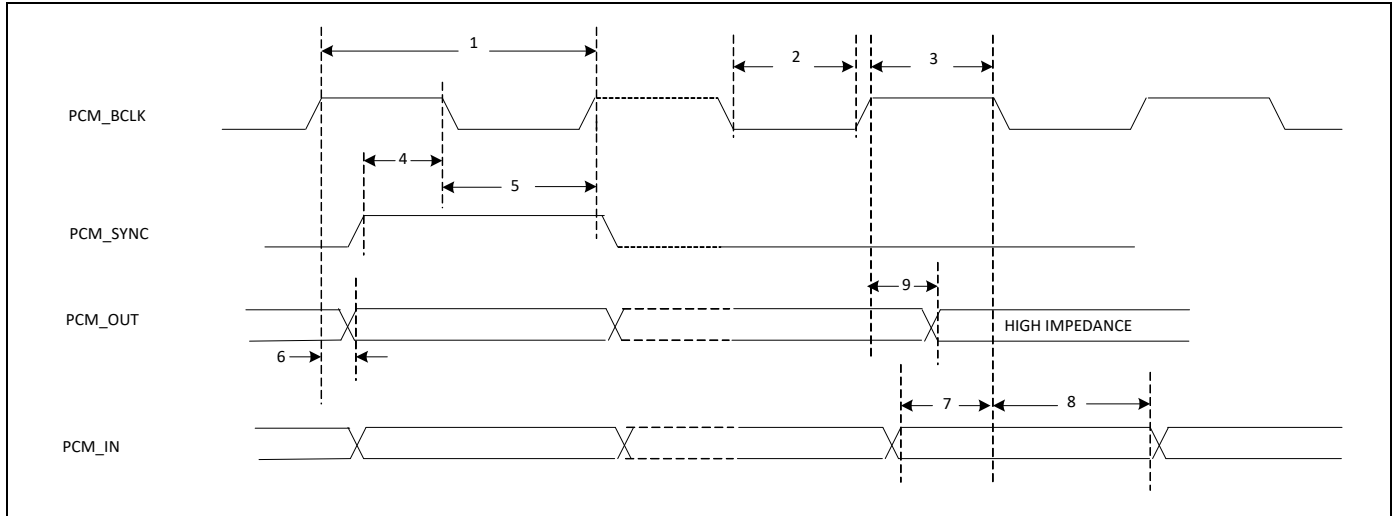 1
2
3
PCM_BCLK
4
5
PCM_SYNC
9
PCM_OUT
HIGH IMPEDANCE
6
7
8
PCM_IN